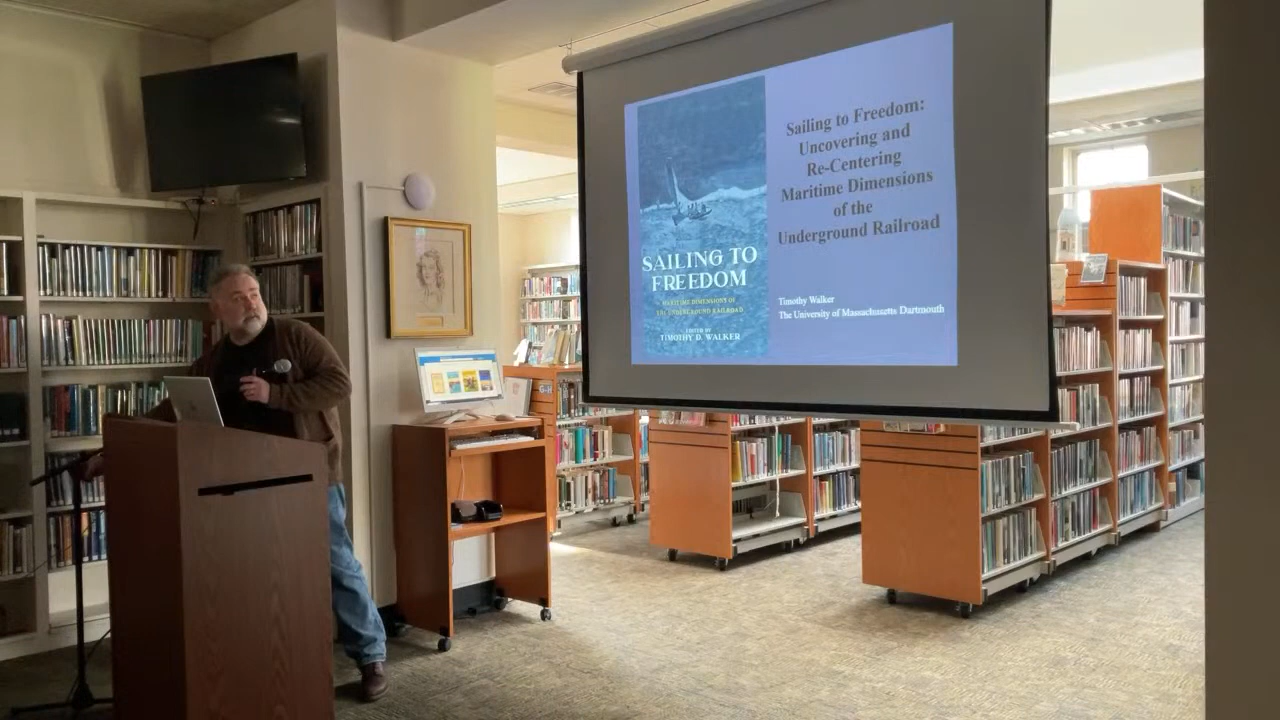 SAILING TO
FREEDOM
MARITIME DIMENSIONS OF
THE UNDERGROUND RAILROAD
EDITED BY
TIMOTHY D. WALKER
Sailing to Freedom:
Uncovering and
Re-Centering
Maritime Dimensions
of the
Underground Railroad
Timothy Walker
The University of Massachusetts Dartmouth